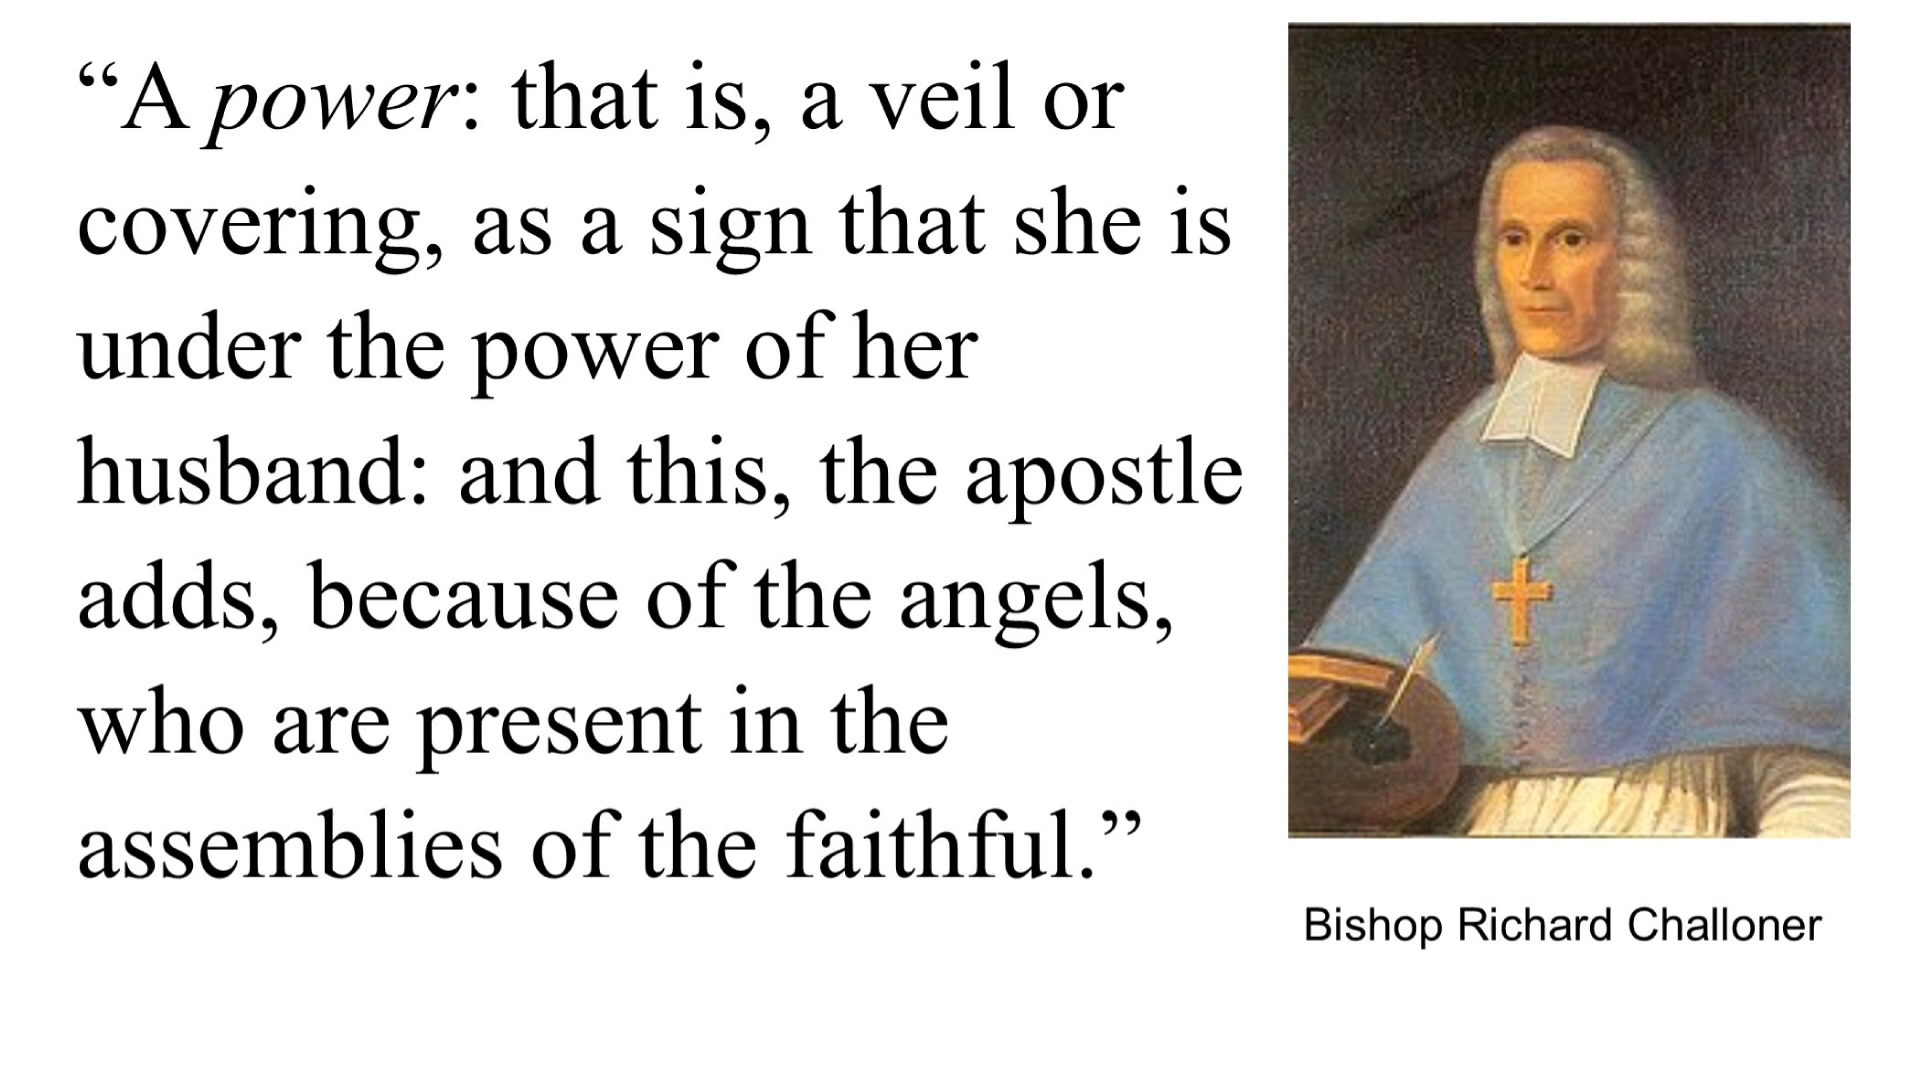 “A power: that is, a veil or
covering, as a sign that she is
under the power of her
husband: and this, the apostle
adds, because of the angels,
who are present in the
assemblies of the faithful.”
Bishop Richard Challoner